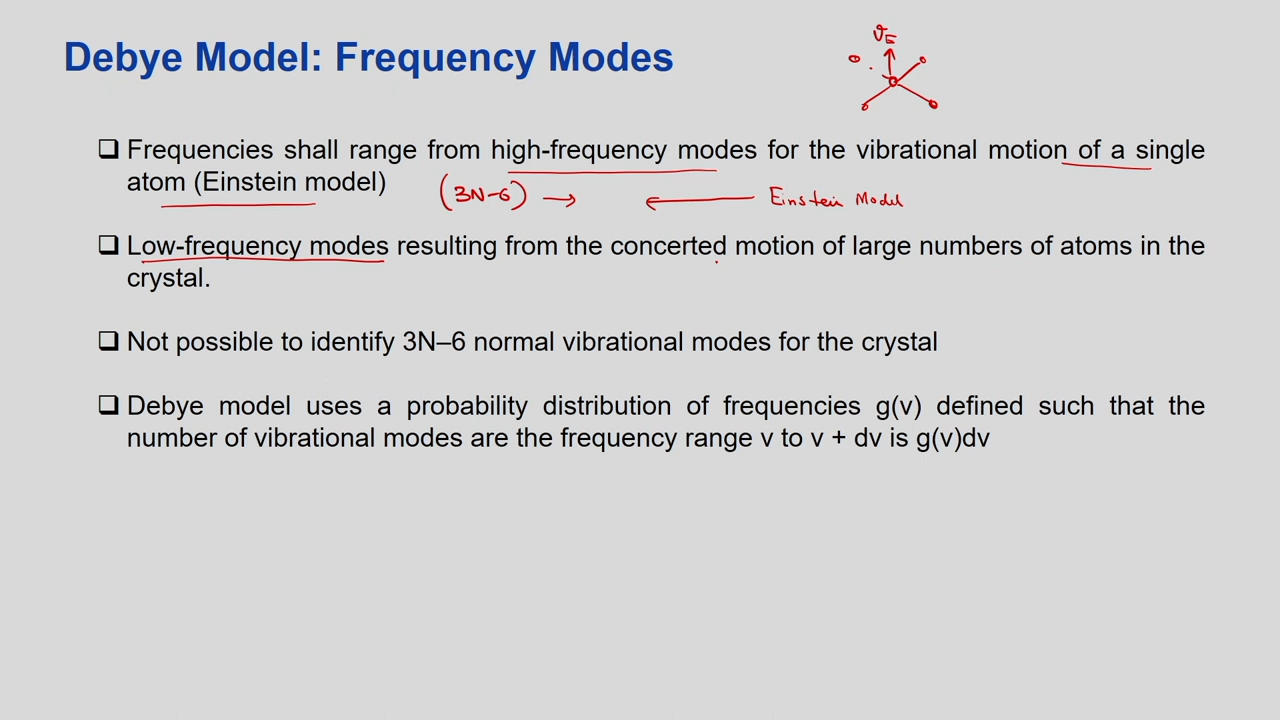 Debye Model: Frequency Modes
νE
❑ Frequencies shall range from high-frequency modes for the vibrational motion of a single
atom (Einstein model)
(3N-6) → ← Einstein Model
❑ Low-frequency modes resulting from the concerted motion of large numbers of atoms in the
crystal.
❑ Not possible to identify 3N–6 normal vibrational modes for the crystal
❑ Debye model uses a probability distribution of frequencies g(v) defined such that the
number of vibrational modes are the frequency range v to v + dv is g(v)dv